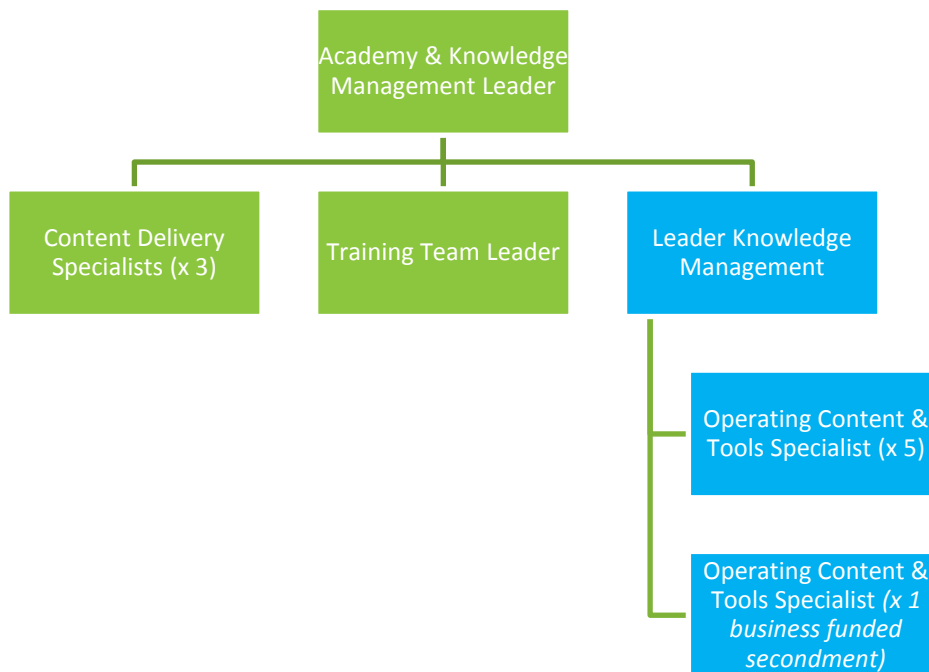 Academy & Knowledge
Management Leader
Content Delivery
Specialists (x 3)
Training Team Leader
Leader Knowledge
Management
Operating Content &
Tools Specialist (x 5)
Operating Content &
Tools Specialist (x 1
business funded
secondment)